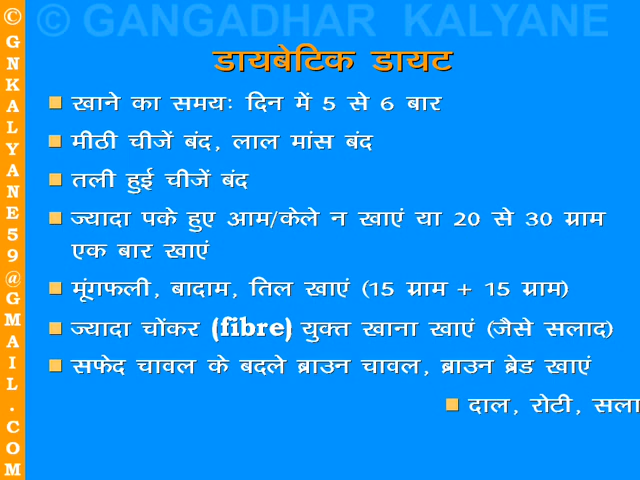 © GANGADHAR KALYANE
डायबेटिक डायट
खाने का समयः दिन में 5 से 6 बार
मीठी चीजें बंद, लाल मांस बंद
तली हुई चीजें बंद
ज्यादा पके हुए आम/केले न खाएं या 20 से 30 ग्राम
एक बार खाएं
मूंगफली, बादाम, तिल खाएं (15 ग्राम + 15 ग्राम)
ज्यादा चोंकर (fibre) युक्त खाना खाएं (जैसे सलाद)
सफेद चावल के बदले ब्राउन चावल, ब्राउन ब्रेड खाएं
दाल, रोटी, सला
©GNKALYANE59@GMAIL.COM